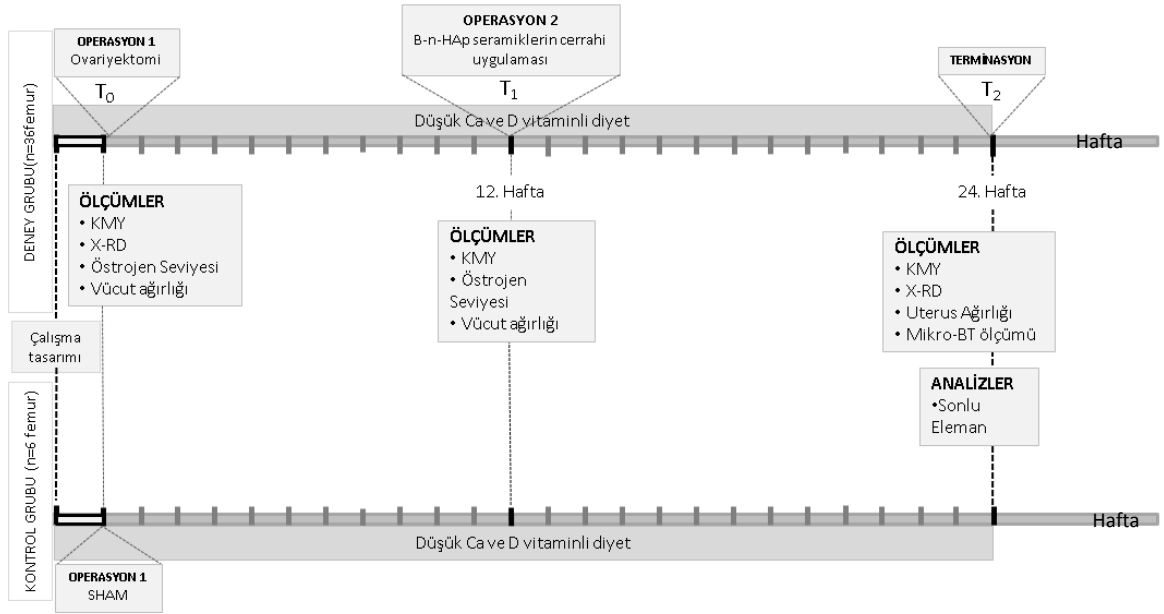 OPERASYON 1
Ovariyektomi
T0
OPERASYON 2
B-n-HAp seramiklerin cerrahi
uygulaması
T1
TERMİNASYON
T2
Düşük Ca ve D vitaminli diyet
Hafta
DENEY GRUBU(n=36femur)
ÖLÇÜMLER
• KMY
• X-RD
• Östrojen Seviyesi
• Vücut ağırlığı
12. Hafta
ÖLÇÜMLER
• KMY
• Östrojen
Seviyesi
• Vücut ağırlığı
24. Hafta
ÖLÇÜMLER
• KMY
• X-RD
• Uterus Ağırlığı
• Mikro-BT ölçümü
ANALİZLER
•Sonlu
Eleman
Çalışma
tasarımı
KONTROL GRUBU (n=6 femur)
Hafta
Düşük Ca ve D vitaminli diyet
OPERASYON 1
SHAM